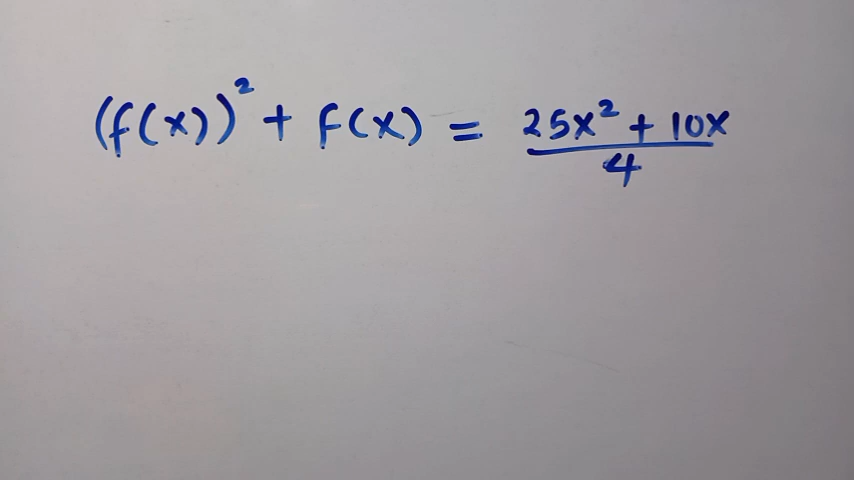 (f(x))² + f(x) = 25x² + 10x / 4